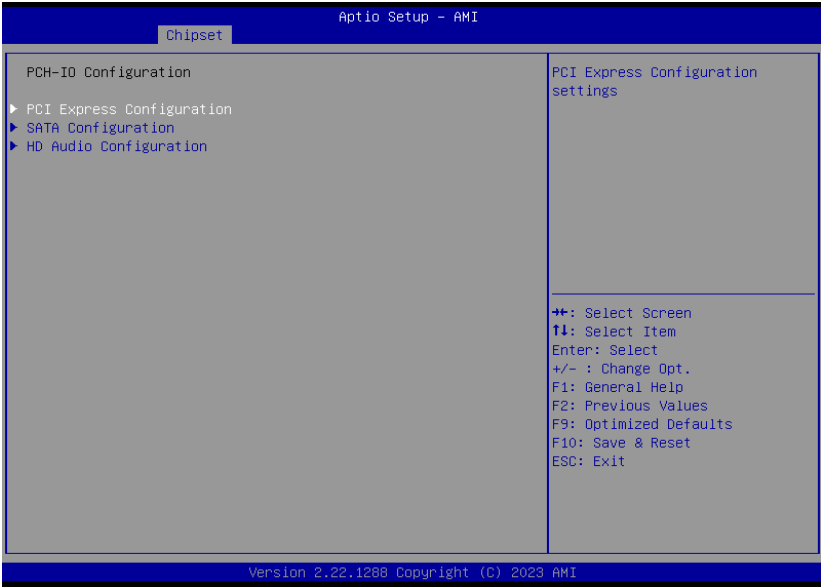 Aptio Setup – AMI
Chipset
PCH-IO Configuration
PCI Express Configuration
SATA Configuration
HD Audio Configuration
PCI Express Configuration
settings
→←: Select Screen
↑↓: Select Item
Enter: Select
+/- : Change Opt.
F1: General Help
F2: Previous Values
F9: Optimized Defaults
F10: Save & Reset
ESC: Exit
Version 2.22.1288 Copyright (C) 2023 AMI